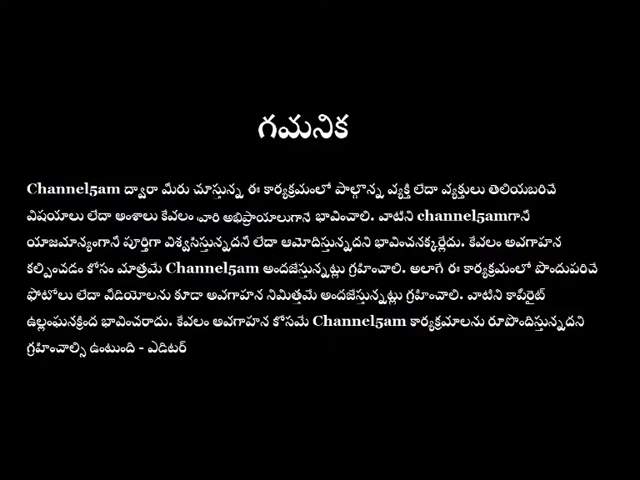 గమనిక
Channel5am ద్వారా మీరు చూస్తున్న ఈ కార్యక్రమంలో పాల్గొన్న వ్యక్తి లేదా వ్యక్తులు తెలియబరిచే
విషయాలు లేదా అంశాలు కేవలం వారి అభిప్రాయాలుగానే భావించాలి. వాటిని channel5amగానీ
యాజమాన్యంగానీ పూర్తిగా విశ్వసిస్తున్నదనీ లేదా ఆమోదిస్తున్నదని భావించనక్కర్లేదు. కేవలం అవగాహన
కల్పించడం కోసం మాత్రమే Channel5am అందజేస్తున్నట్లు గ్రహించాలి. అలాగే ఈ కార్యక్రమంలో పొందుపరిచే
ఫోటోలు లేదా వీడియోలను కూడా అవగాహన నిమిత్తమే అందజేస్తున్నట్లు గ్రహించాలి. వాటిని కాపీరైట్
ఉల్లంఘనక్రింద భావించరాదు. కేవలం అవగాహన కోసమే Channel5am కార్యక్రమాలను రూపొందిస్తున్నదని
గ్రహించాల్సి ఉంటుంది - ఎడిటర్